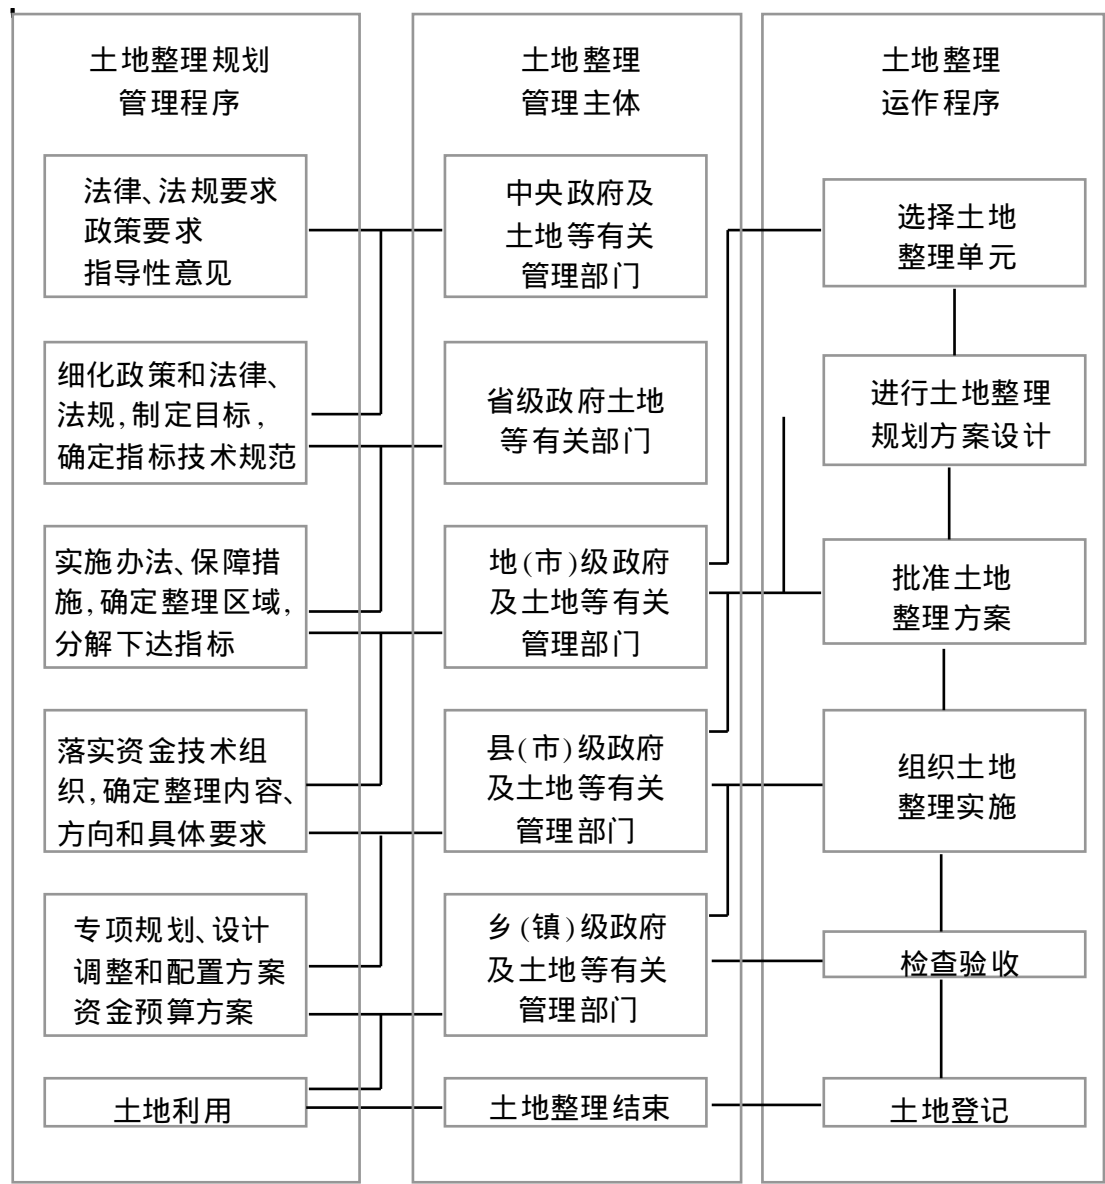 土地整理规划
管理程序
法律、法规要求
政策要求
指导性意见
细化政策和法律、
法规,制定目标,
确定指标技术规范
实施办法、保障措
施,确定整理区域,
分解下达指标
落实资金技术组
织,确定整理内容、
方向和具体要求
专项规划、设计
调整和配置方案
资金预算方案
土地利用
土地整理
管理主体
中央政府及
土地等有关
管理部门
省级政府土地
等有关部门
地(市)级政府
及土地等有关
管理部门
县(市)级政府
及土地等有关
管理部门
乡(镇)级政府
及土地等有关
管理部门
土地整理结束
土地整理
运作程序
选择土地
整理单元
进行土地整理
规划方案设计
批准土地
整理方案
组织土地
整理实施
检查验收
土地登记